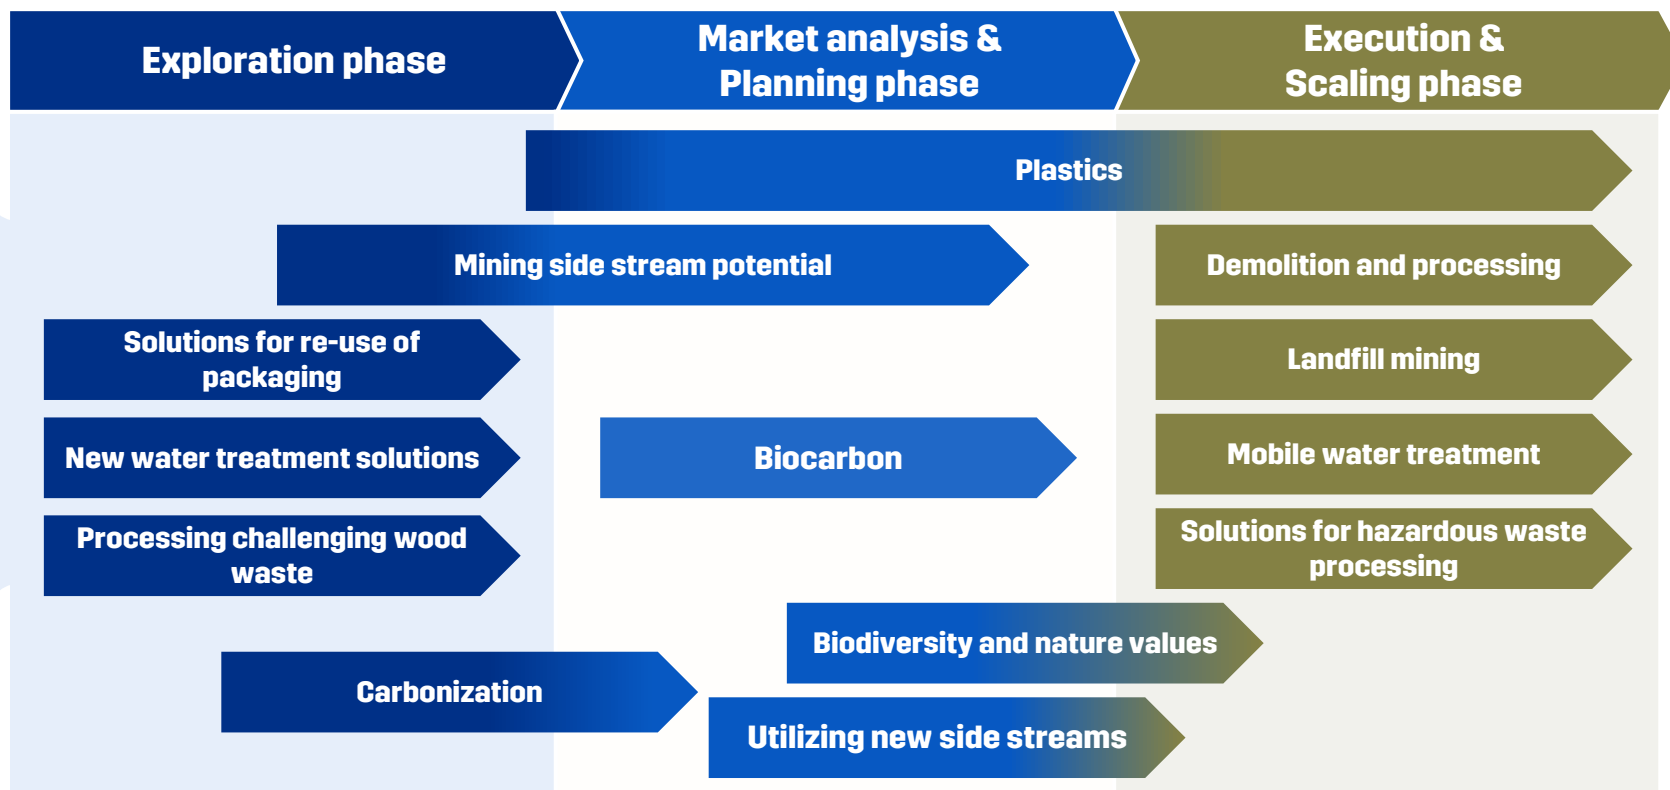 Exploration phase
Market analysis &
Planning phase
Execution &
Scaling phase
Plastics
Mining side stream potential
Demolition and processing
Solutions for re-use of
packaging
Landfill mining
New water treatment solutions
Biocarbon
Mobile water treatment
Processing challenging wood
waste
Solutions for hazardous waste
processing
Biodiversity and nature values
Carbonization
Utilizing new side streams